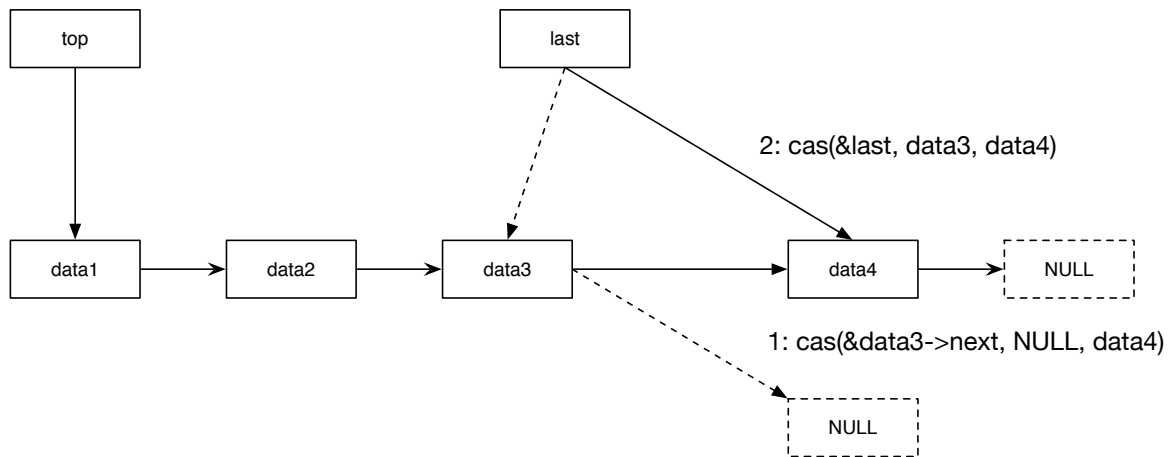 top
last
2: cas(&last, data3, data4)
data1
data2
data3
data4
NULL
1: cas(&data3->next, NULL, data4)
NULL